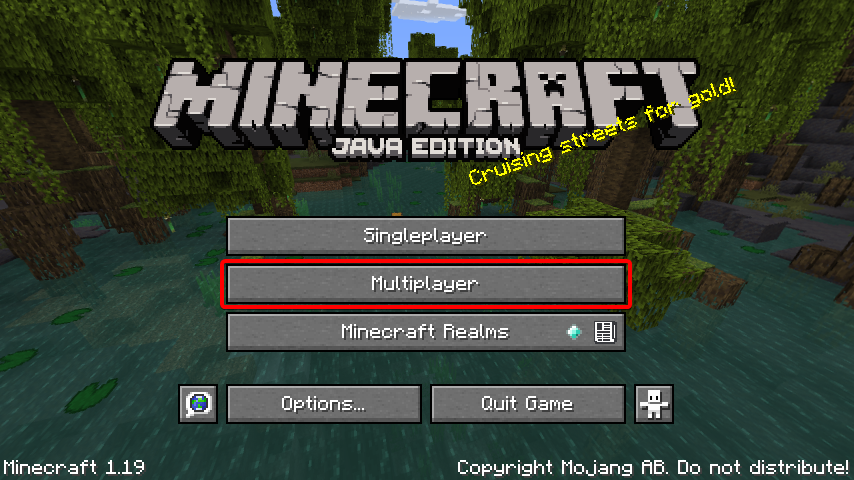 MINECRAFT
JAVA EDITION
Cruising streets for gold!
Singleplayer
Multiplayer
Minecraft Realms
Options...
Quit Game
Minecraft 1.19
Copyright Mojang AB. Do not distribute!